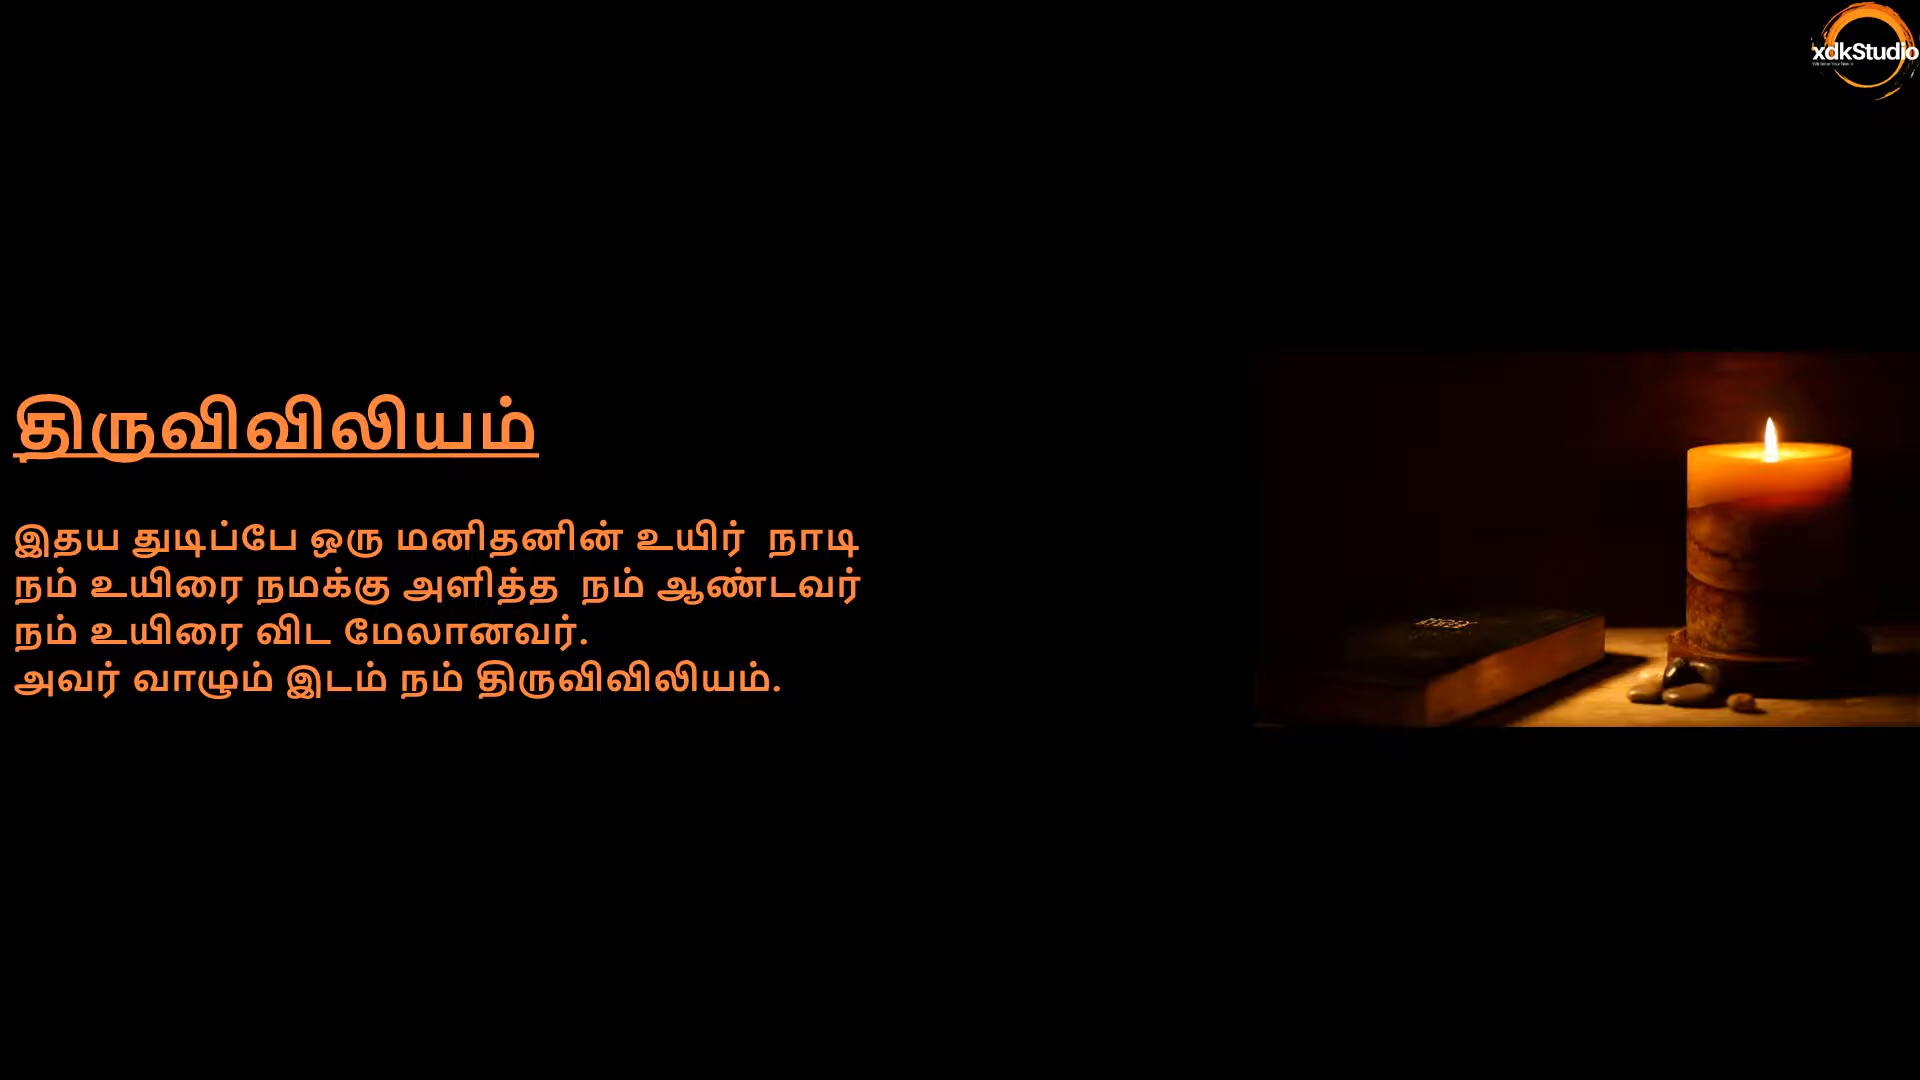 xdkStudio
திருவிவிலியம்
இதய துடிப்பே ஒரு மனிதனின் உயிர்  நாடி
நம் உயிரை நமக்கு அளித்த  நம் ஆண்டவர்
நம் உயிரை விட மேலானவர்.
அவர் வாழும் இடம் நம் திருவிவிலியம்.